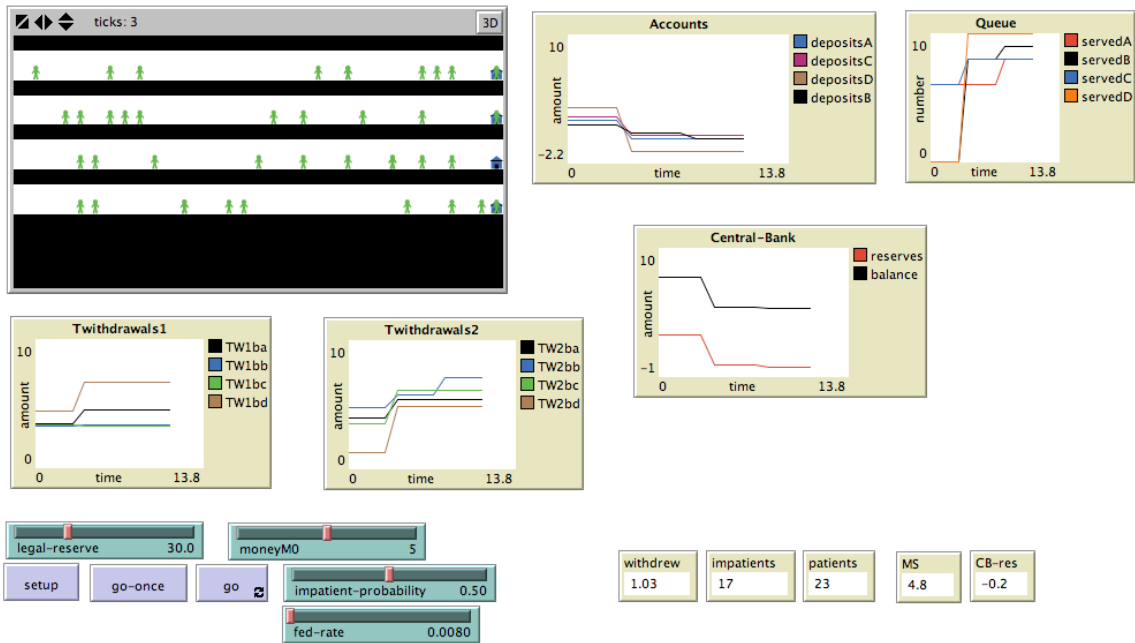 ticks: 3
3D
Accounts
10
amount
-2.2
0
time
13.8
depositsA
depositsC
depositsD
depositsB
Queue
10
number
0
0
time
13.8
servedA
servedB
servedC
servedD
Central-Bank
10
amount
-1
0
time
13.8
reserves
balance
Twithdrawals1
10
amount
0
0
time
13.8
TW1ba
TW1bb
TW1bc
TW1bd
Twithdrawals2
10
amount
0
0
time
13.8
TW2ba
TW2bb
TW2bc
TW2bd
legal-reserve 30.0
moneyM0 5
setup
go-once
go
impatient-probability 0.50
fed-rate 0.0080
withdrew
1.03
impatients
17
patients
23
MS
4.8
CB-res
-0.2